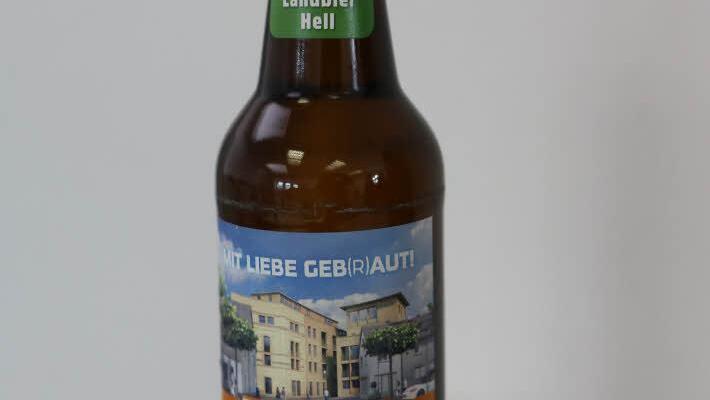 Landbier
Hell
MIT LIEBE GEB(R)AUT!